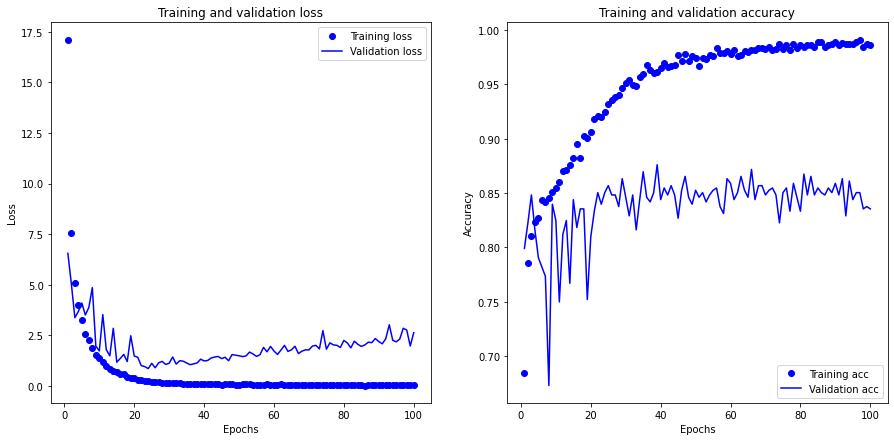 Training and validation loss
17.5
15.0
12.5
10.0
7.5
5.0
2.5
0.0
Loss
Training loss
Validation loss
0 20 40 60 80 100
Epochs
Training and validation accuracy
1.00
0.95
0.90
0.85
0.80
0.75
0.70
Accuracy
Training acc
Validation acc
0 20 40 60 80 100
Epochs